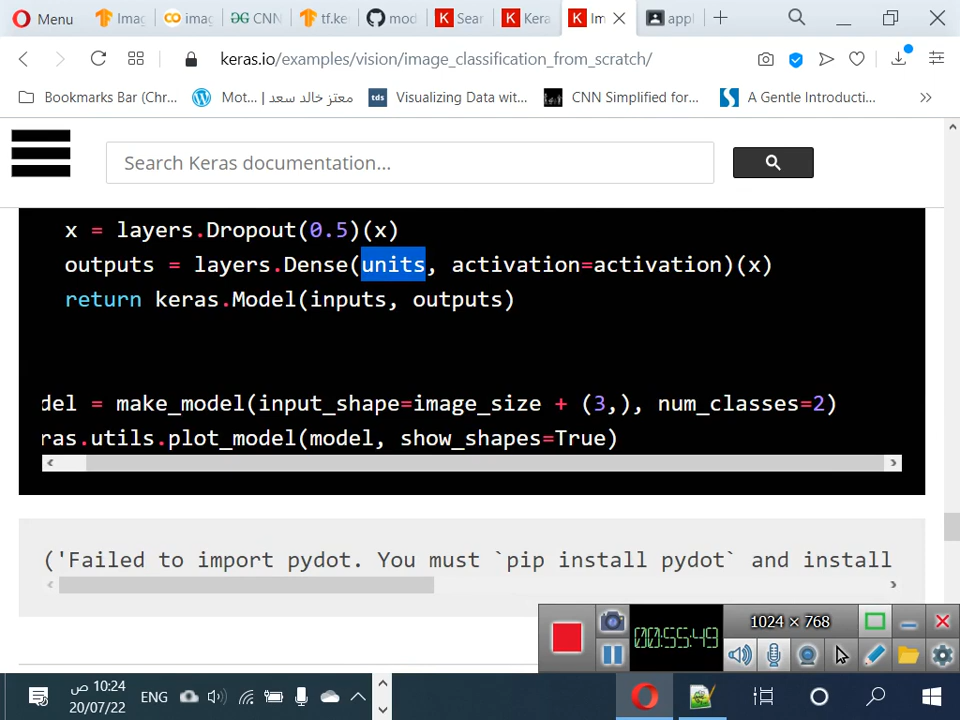 Menu
Imag
imag
CNN
tf.ke
mod
Sear
Kera
Im
appl
keras.io/examples/vision/image_classification_from_scratch/
Bookmarks Bar (Chr...
Mot... | معتز خالد سعد
tds
Visualizing Data wit...
CNN Simplified for...
A Gentle Introducti...
Search Keras documentation...
x = layers.Dropout(0.5)(x)
outputs = layers.Dense(units, activation=activation)(x)
return keras.Model(inputs, outputs)
del = make_model(input_shape=image_size + (3,), num_classes=2)
ras.utils.plot_model(model, show_shapes=True)
('Failed to import pydot. You must `pip install pydot` and install
00:55:49
1024 × 768
10:24 ص
20/07/22
ENG